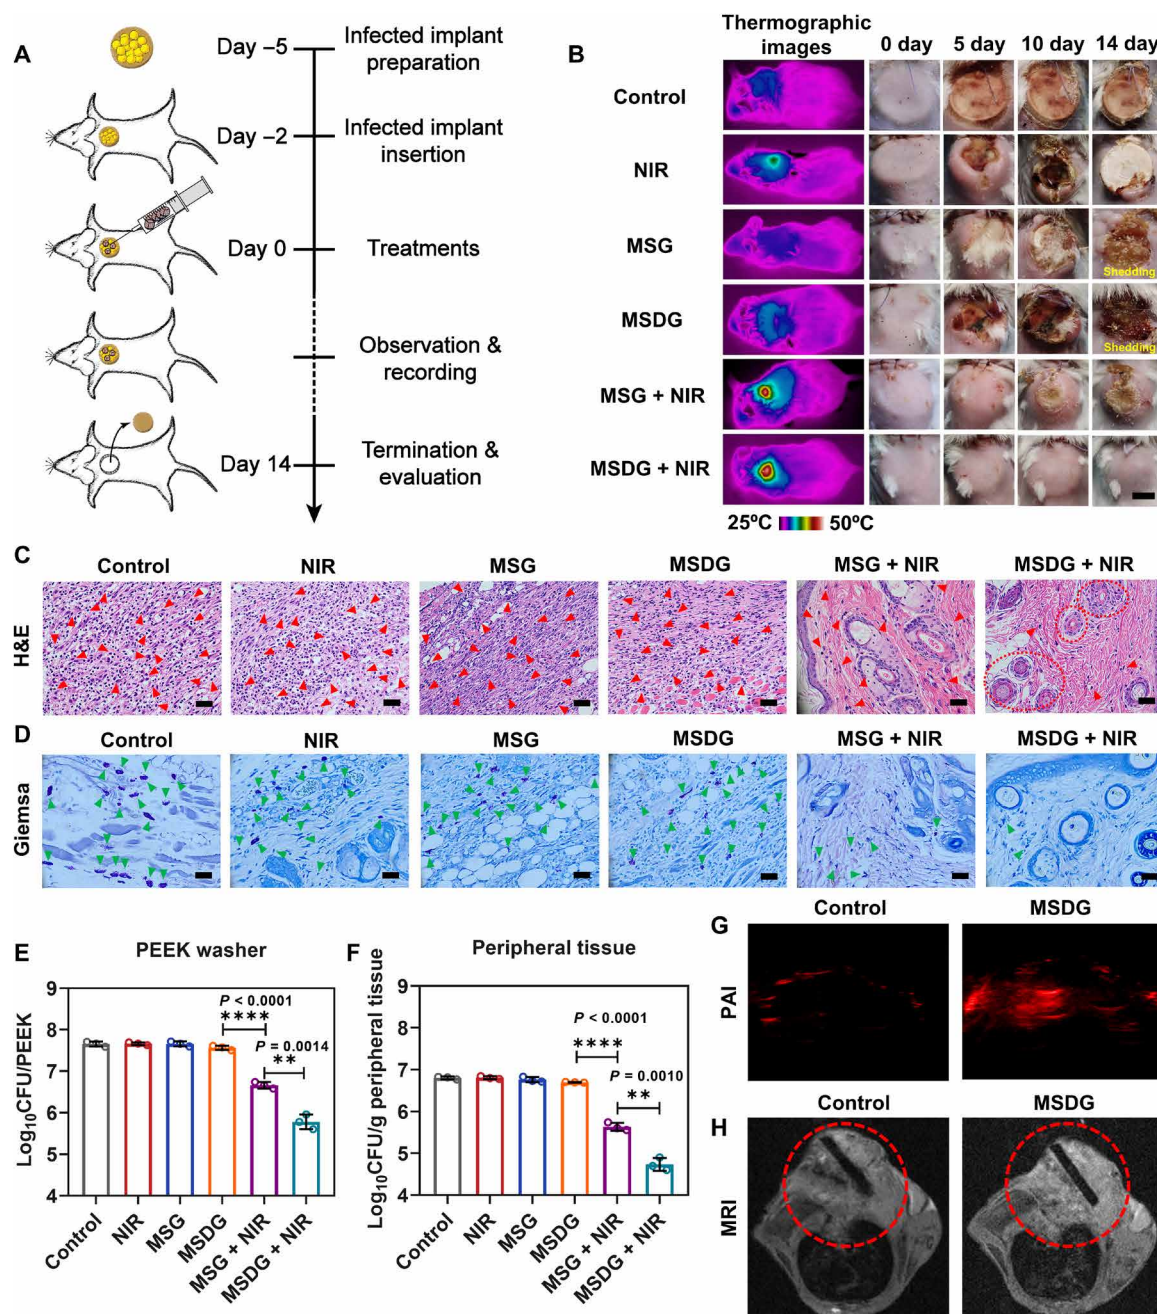 A
Day –5
Infected implant
preparation
Day –2
Infected implant
insertion
Day 0
Treatments
Observation &
recording
Day 14
Termination &
evaluation
B
Thermographic
images
0 day
5 day
10 day
14 day
Control
NIR
MSG
Shedding
MSDG
Shedding
MSG + NIR
MSDG + NIR
25ºC
50ºC
C
Control
NIR
MSG
MSDG
MSG + NIR
MSDG + NIR
H&E
D
Control
NIR
MSG
MSDG
MSG + NIR
MSDG + NIR
Giemsa
E
PEEK washer
Log10CFU/PEEK
9
8
7
6
5
4
P < 0.0001
****
P = 0.0014
**
Control
NIR
MSG
MSDG
MSG + NIR
MSDG + NIR
F
Peripheral tissue
Log10CFU/g peripheral tissue
9
8
7
6
5
4
P < 0.0001
****
P = 0.0010
**
Control
NIR
MSG
MSDG
MSG + NIR
MSDG + NIR
G
Control
MSDG
PAI
H
Control
MSDG
MRI